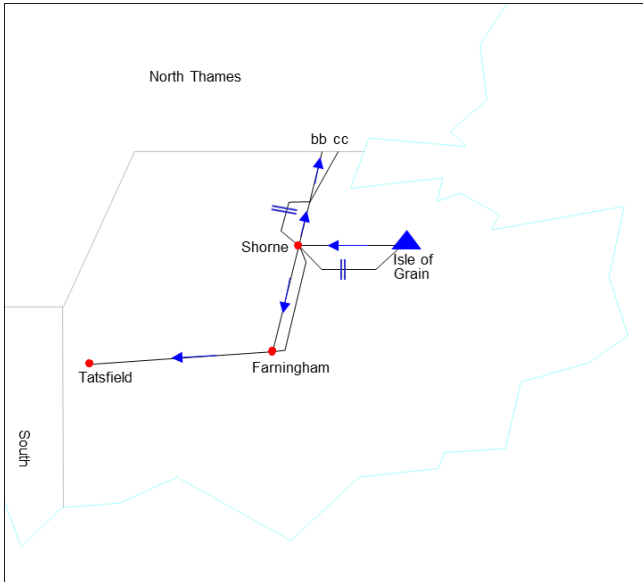 North Thames
bb cc
Shorne
Isle of
Grain
Farningham
Tatsfield
South